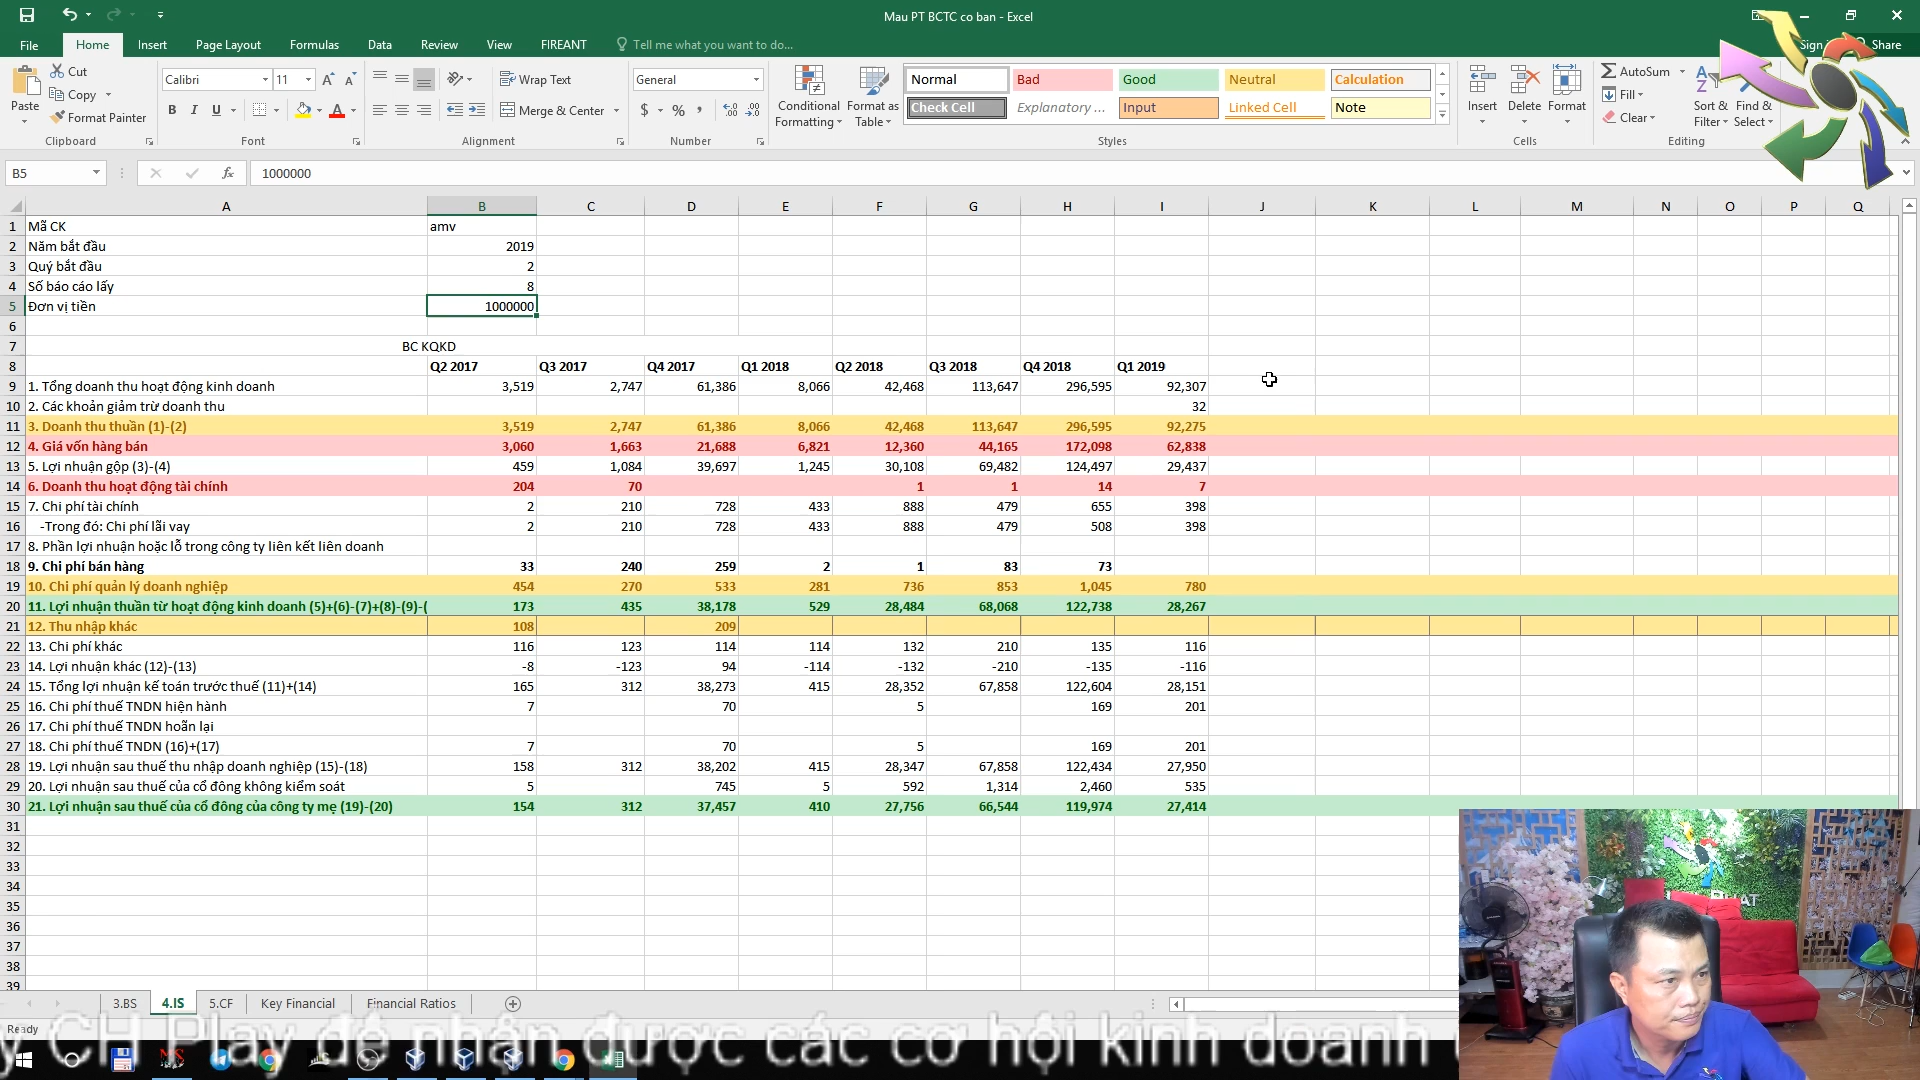 Mau PT BCTC co ban - Excel
File Home Insert Page Layout Formulas Data Review View FIREANT Tell me what you want to do... Share
Paste Cut Copy Format Painter Clipboard
Calibri 11 B I U Font
Wrap Text Merge & Center Alignment
General $ % Number
Conditional Formatting Format as Table
Normal Bad Good Neutral Calculation
Check Cell Explanatory ... Input Linked Cell Note
Styles
Insert Delete Format Cells
AutoSum Fill Clear Sort & Filter Find & Select Editing
B5 fx 1000000
A B C D E F G H I J K L M N O P Q
1 Mã CK amv
2 Năm bắt đầu 2019
3 Quý bắt đầu 2
4 Số báo cáo lấy 8
5 Đơn vị tiền 1000000
6
7 BC KQKD
8 Q2 2017 Q3 2017 Q4 2017 Q1 2018 Q2 2018 Q3 2018 Q4 2018 Q1 2019
9 1. Tổng doanh thu hoạt động kinh doanh 3,519 2,747 61,386 8,066 42,468 113,647 296,595 92,307
10 2. Các khoản giảm trừ doanh thu 32
11 3. Doanh thu thuần (1)-(2) 3,519 2,747 61,386 8,066 42,468 113,647 296,595 92,275
12 4. Giá vốn hàng bán 3,060 1,663 21,688 6,821 12,360 44,165 172,098 62,838
13 5. Lợi nhuận gộp (3)-(4) 459 1,084 39,697 1,245 30,108 69,482 124,497 29,437
14 6. Doanh thu hoạt động tài chính 204 70 1 1 14 7
15 7. Chi phí tài chính 2 210 728 433 888 479 655 398
16 -Trong đó: Chi phí lãi vay 2 210 728 433 888 479 508 398
17 8. Phần lợi nhuận hoặc lỗ trong công ty liên kết liên doanh
18 9. Chi phí bán hàng 33 240 259 2 1 83 73
19 10. Chi phí quản lý doanh nghiệp 454 270 533 281 736 853 1,045 780
20 11. Lợi nhuận thuần từ hoạt động kinh doanh (5)+(6)-(7)+(8)-(9)-( 173 435 38,178 529 28,484 68,068 122,738 28,267
21 12. Thu nhập khác 108 209
22 13. Chi phí khác 116 123 114 114 132 210 135 116
23 14. Lợi nhuận khác (12)-(13) -8 -123 94 -114 -132 -210 -135 -116
24 15. Tổng lợi nhuận kế toán trước thuế (11)+(14) 165 312 38,273 415 28,352 67,858 122,604 28,151
25 16. Chi phí thuế TNDN hiện hành 7 70 5 169 201
26 17. Chi phí thuế TNDN hoãn lại
27 18. Chi phí thuế TNDN (16)+(17) 7 70 5 169 201
28 19. Lợi nhuận sau thuế thu nhập doanh nghiệp (15)-(18) 158 312 38,202 415 28,347 67,858 122,434 27,950
29 20. Lợi nhuận sau thuế của cổ đông không kiểm soát 5 745 5 592 1,314 2,460 535
30 21. Lợi nhuận sau thuế của cổ đông của công ty mẹ (19)-(20) 154 312 37,457 410 27,756 66,544 119,974 27,414
31
32
33
34
35
36
37
38
39
3.BS 4.IS 5.CF Key Financial Financial Ratios
Ready
y CH Play để nhận được các cơ hội kinh doanh